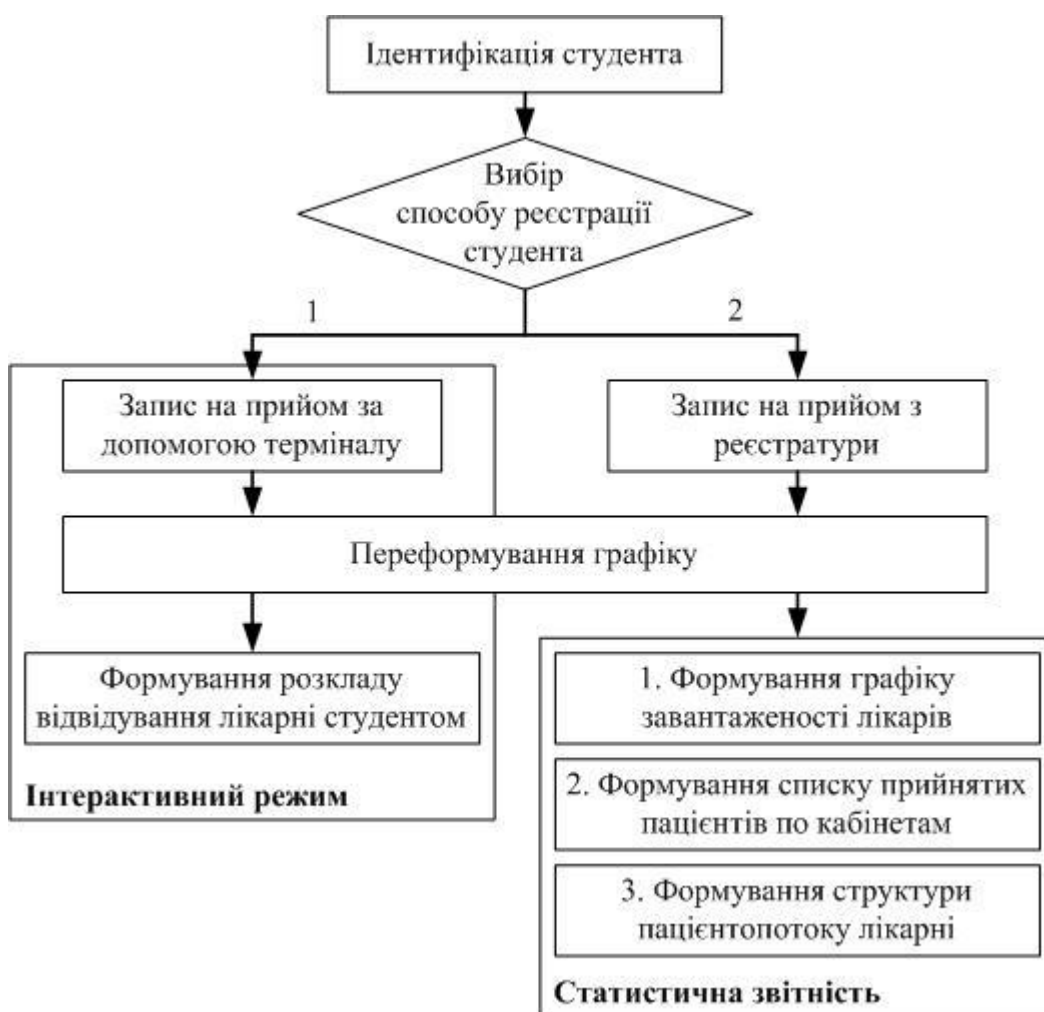 Ідентифікація студента
Вибір
способу реєстрації
студента
1
2
Запис на прийом за
допомогою терміналу
Запис на прийом з
реєстратури
Переформування графіку
Формування розкладу
відвідування лікарні студентом
Інтерактивний режим
1. Формування графіку
завантаженості лікарів
2. Формування списку прийнятих
пацієнтів по кабінетам
3. Формування структури
пацієнтопотоку лікарні
Статистична звітність